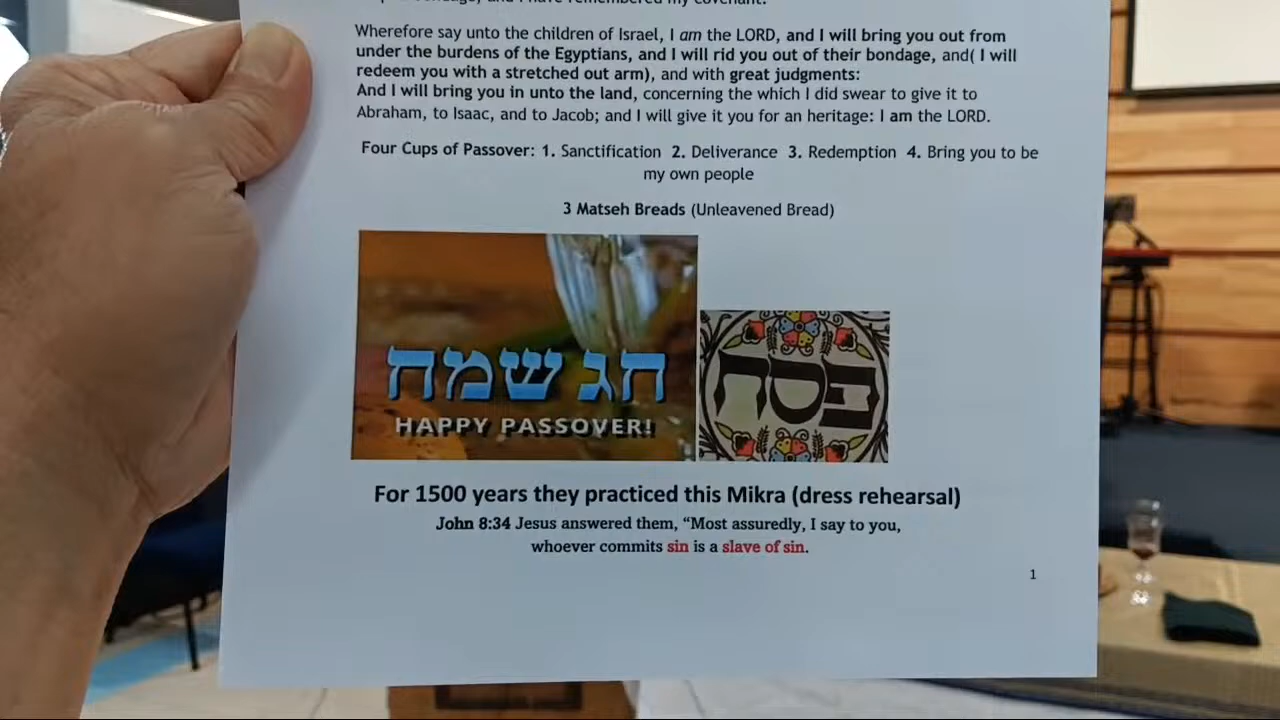 bondage, and I have remembered my covenant.
Wherefore say unto the children of Israel, I am the LORD, and I will bring you out from
under the burdens of the Egyptians, and I will rid you out of their bondage, and( I will
redeem you with a stretched out arm), and with great judgments:
And I will bring you in unto the land, concerning the which I did swear to give it to
Abraham, to Isaac, and to Jacob; and I will give it you for an heritage: I am the LORD.
Four Cups of Passover: 1. Sanctification 2. Deliverance 3. Redemption 4. Bring you to be
my own people
3 Matseh Breads (Unleavened Bread)
חג שמח
HAPPY PASSOVER!
For 1500 years they practiced this Mikra (dress rehearsal)
John 8:34 Jesus answered them, “Most assuredly, I say to you,
whoever commits sin is a slave of sin.
1